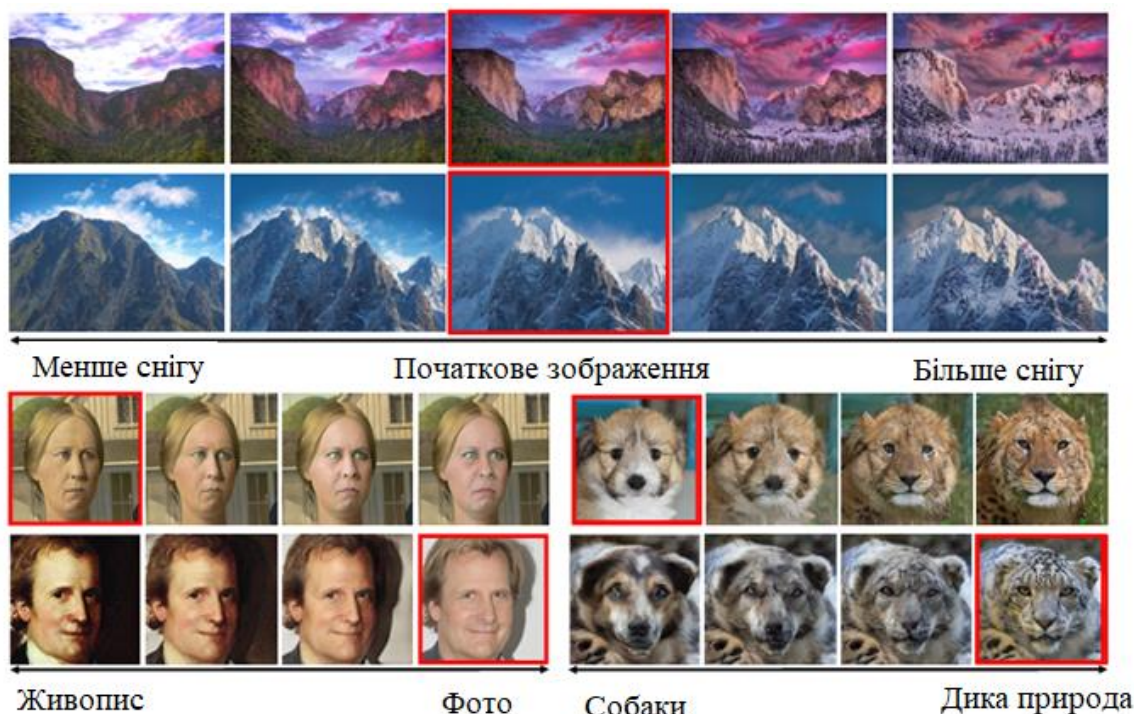 Менше снігу
Початкове зображення
Більше снігу
Живопис
Фото
Собаки
Дика природа